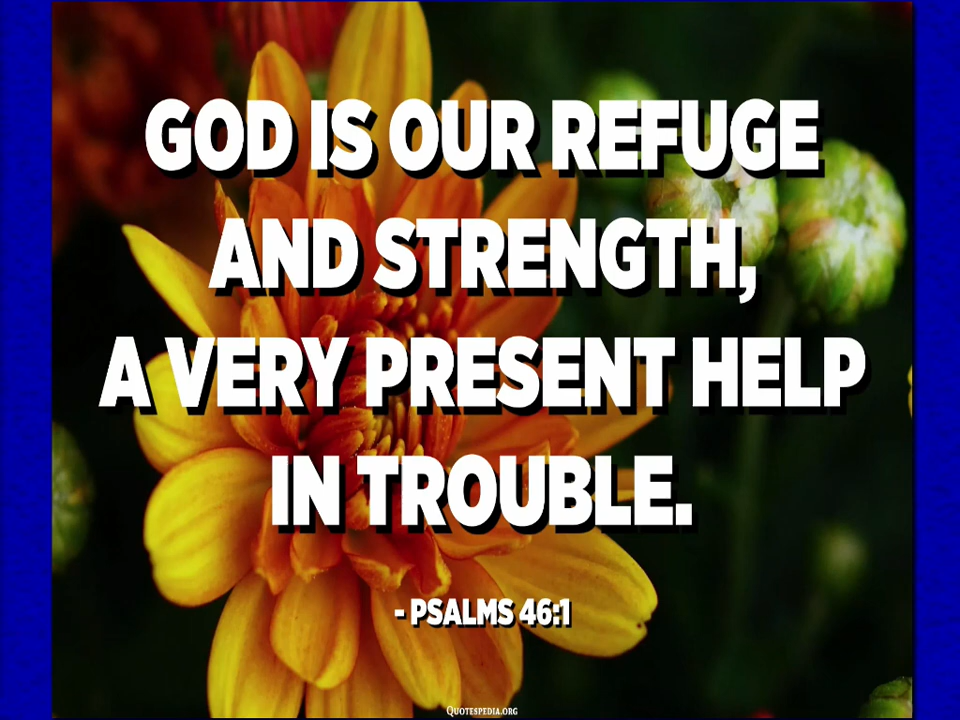 GOD IS OUR REFUGE
AND STRENGTH,
A VERY PRESENT HELP
IN TROUBLE.
- PSALMS 46:1
QUOTESPEDIA.ORG